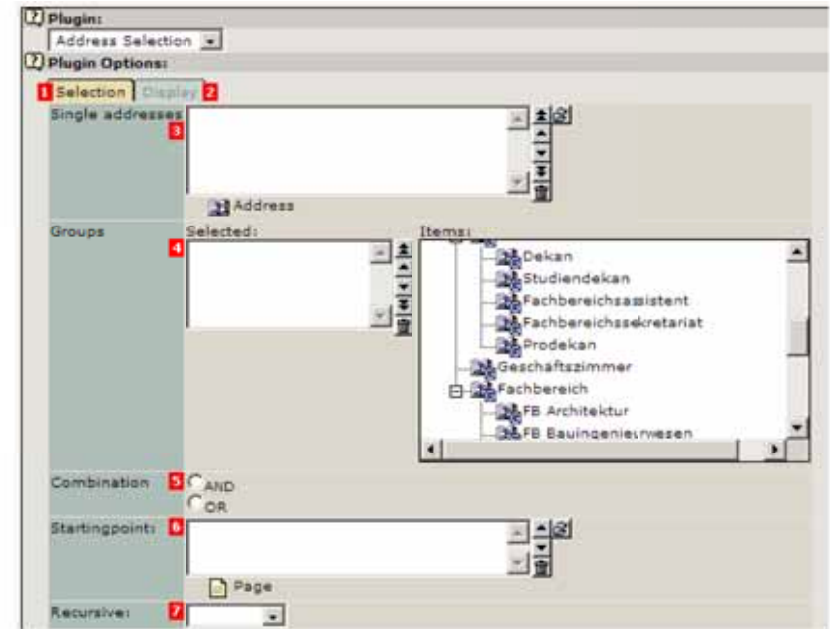 Plugin:
Address Selection
Plugin Options:
1 Selection Display 2
Single addresses
3
Address
Groups
Selected:
Items:
4
Dekan
Studiendekan
Fachbereichsassistent
Fachbereichssekretariat
Prodekan
Geschaftszimmer
Fachbereich
FB Architektur
FB Bauingenieurwesen
Combination 5 AND
OR
Startingpoint: 6
Page
Recursive: 7